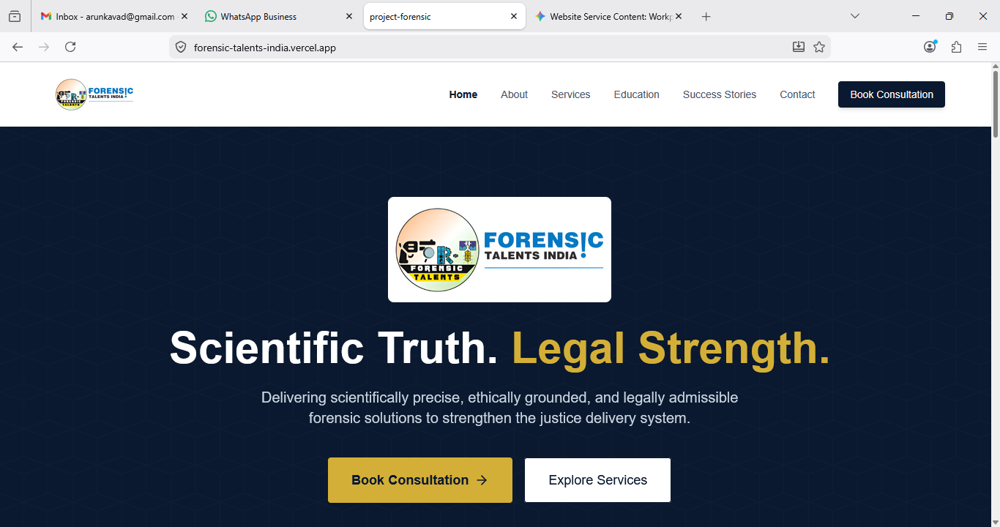 Inbox - arunkavad@gmail.com -
WhatsApp Business
project-forensic
Website Service Content: Workp
forensic-talents-india.vercel.app
FORENSIC
TALENTS
FORENS!C
TALENTS INDIA
Home
About
Services
Education
Success Stories
Contact
Book Consultation
FORENSIC
TALENTS
FORENS!C
TALENTS INDIA
Scientific Truth. Legal Strength.
Delivering scientifically precise, ethically grounded, and legally admissible
forensic solutions to strengthen the justice delivery system.
Book Consultation →
Explore Services